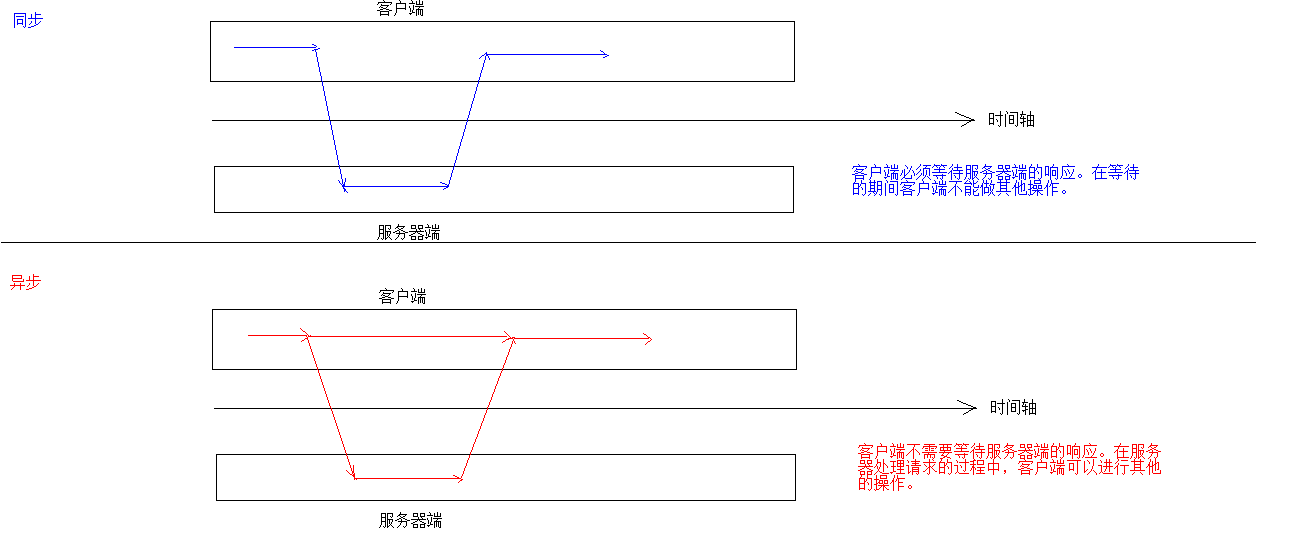 同步
客户端
时间轴
客户端必须等待服务器端的响应。在等待
的期间客户端不能做其他操作。
服务器端
异步
客户端
时间轴
客户端不需要等待服务器端的响应。在服务
器处理请求的过程中，客户端可以进行其他
的操作。
服务器端